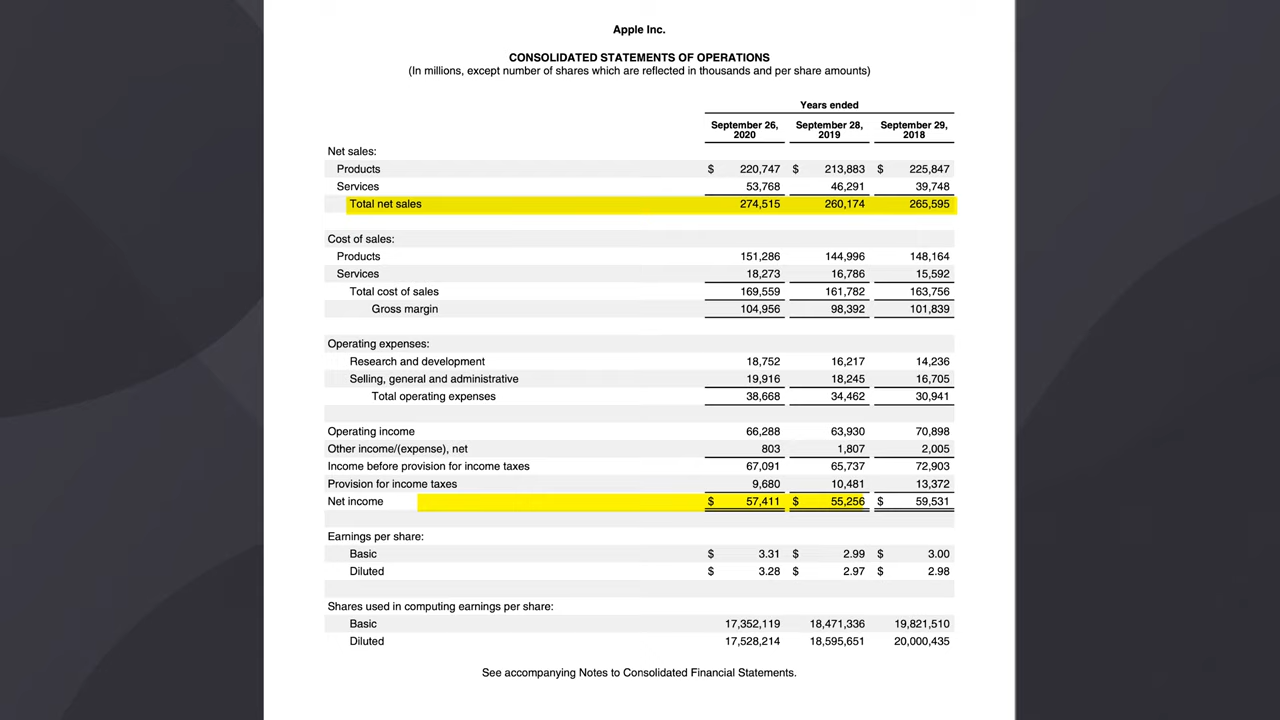 Apple Inc.
CONSOLIDATED STATEMENTS OF OPERATIONS
(In millions, except number of shares which are reflected in thousands and per share amounts)
Years ended
September 26, 2020 September 28, 2019 September 29, 2018
Net sales:
Products $ 220,747 $ 213,883 $ 225,847
Services 53,768 46,291 39,748
Total net sales 274,515 260,174 265,595
Cost of sales:
Products 151,286 144,996 148,164
Services 18,273 16,786 15,592
Total cost of sales 169,559 161,782 163,756
Gross margin 104,956 98,392 101,839
Operating expenses:
Research and development 18,752 16,217 14,236
Selling, general and administrative 19,916 18,245 16,705
Total operating expenses 38,668 34,462 30,941
Operating income 66,288 63,930 70,898
Other income/(expense), net 803 1,807 2,005
Income before provision for income taxes 67,091 65,737 72,903
Provision for income taxes 9,680 10,481 13,372
Net income $ 57,411 $ 55,256 $ 59,531
Earnings per share:
Basic $ 3.31 $ 2.99 $ 3.00
Diluted $ 3.28 $ 2.97 $ 2.98
Shares used in computing earnings per share:
Basic 17,352,119 18,471,336 19,821,510
Diluted 17,528,214 18,595,651 20,000,435
See accompanying Notes to Consolidated Financial Statements.